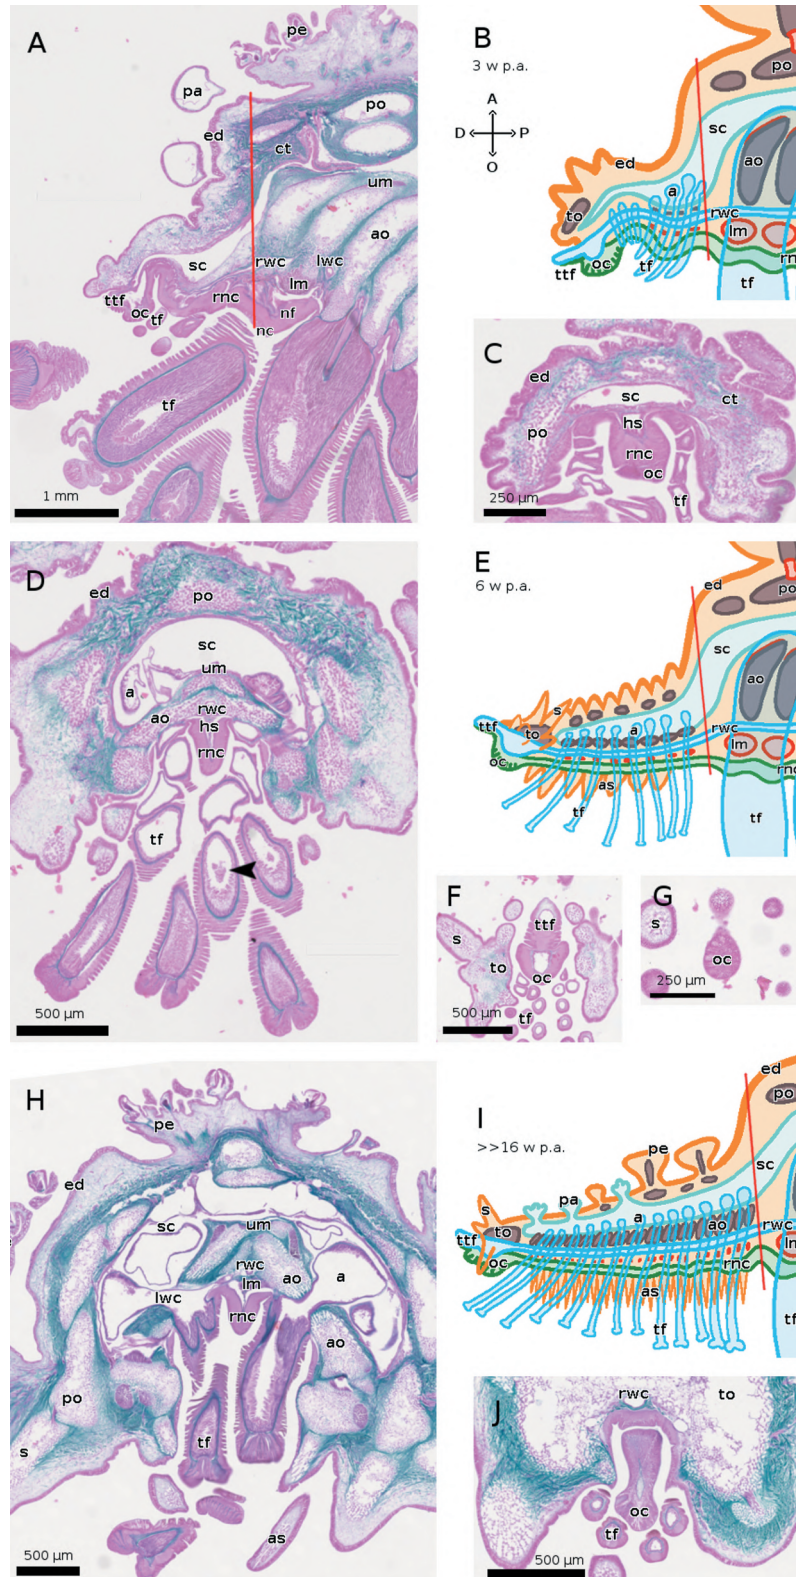 A
pe
pa
ed
po
ct
um
ao
sc
rwc
lwc
lm
ttf
oc
tf
rnc
nf
nc
tf
1 mm
B
3 w p.a.
A
D P
O
po
sc
ed
ao
a
to
rwc
lm
ttf
oc
tf
rn
tf
C
ed
sc
ct
hs
po
rnc
oc
tf
250 µm
D
ed
po
sc
um
a
ao
rwc
hs
rnc
tf
500 µm
E
6 w p.a.
ed
po
sc
ao
s
ttf
to
a
rwc
lm
oc
rnc
as
tf
tf
F
ttf
s
to
oc
tf
500 µm
G
s
oc
250 µm
H
pe
ed
sc
um
rwc
lm
ao
a
lwc
rnc
ao
po
tf
s
as
500 µm
I
>>16 w p.a.
ed
po
pe
sc
pa
s
a
ao
ttf
to
rwc
lm
oc
rnc
as
tf
tf
J
rwc
to
oc
tf
500 µm